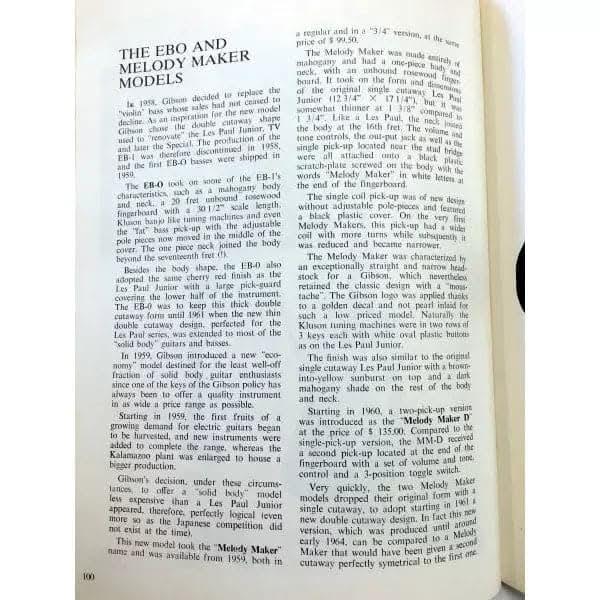 THE EBO AND
MELODY MAKER
MODELS
In 1958, Gibson decided to replace the
"violin" bass whose sales had not ceased to
decline. As an inspiration for the new model
Gibson chose the double cutaway shape
used to "renovate" the Les Paul Junior, TV
and later the Special. The production of the
EB-1 was therefore discontinued in 1958,
and the first EB-O basses were shipped in
1959.
The EB-O took on some of the EB-1's
characteristics, such as a mahogany body
and neck, a 20 fret unbound rosewood
fingerboard with a 30 1/2" scale length,
Kluson banjo like tuning machines and even
the "fat" bass pick-up with the adjustable
pole pieces now moved in the middle of the
cover. The one piece neck joined the body
beyond the seventeenth fret (!).
Besides the body shape, the EB-O also
adopted the same cherry red finish as the
Les Paul Junior with a large pick-guard
covering the lower half of the instrument.
The EB-O was to keep this thick double
cutaway form until 1961 when the new thin
double cutaway design, perfected for the
Les Paul series, was extended to most of the
"solid body" guitars and basses.
In 1959, Gibson introduced a new "eco-
nomy" model destined for the least well-off
fraction of solid body guitar enthusiasts
since one of the keys of the Gibson policy has
always been to offer a quality instrument
in as wide a price range as possible.
Starting in 1959, the first fruits of a
growing demand for electric guitars began
to be harvested, and new instruments were
added to complete the range, whereas the
Kalamazoo plant was enlarged to house a
bigger production.
Gibson's decision, under these circums-
tances, to offer a "solid body" model
less expensive than a Les Paul Junior
appeared, therefore, perfectly logical (even
more so as the Japanese competition did
not exist at the time).
This new model took the "Melody Maker"
name and was available from 1959, both in
100
a regular and in a "3/4" version, at the same
price of $ 99.50.
The Melody Maker was made entirely of
mahogany and had a one-piece body and
neck, with an unbound rosewood finger-
board. It took on the form and dimensions
of the original single cutaway Les Paul
Junior (12 3/4" × 17 1/4"), but it was
somewhat thinner at 1 3/8" compared to
1 3/4". Like a Les Paul, the neck joined
the body at the 16th fret. The volume and
tone controls, the out-put jack as well as the
single pick-up located near the stud bridge
were all attached onto a black plastic
scratch-plate screwed on the body with the
words "Melody Maker" in white letters at
the end of the fingerboard.
The single coil pick-up was of new design
without adjustable pole-pieces and featured
a black plastic cover. On the very first
Melody Makers, this pick-up had a wider
coil with more turns while subsquently it
was reduced and became narrower.
The Melody Maker was characterized by
an exceptionally straight and narrow head-
stock for a Gibson, which nevertheless
retained the classic design with a "mous-
tache". The Gibson logo was applied thanks
to a golden decal and not pearl inlaid for
such a low priced model. Naturally the
Kluson tuning machines were in two rows of
3 keys each with white oval plastic buttons
as on the Les Paul Junior.
The finish was also similar to the original
single cutaway Les Paul Junior with a brown-
into-yellow sunburst on top and a dark
mahogany shade on the rest of the body
and neck.
Starting in 1960, a two-pick-up version
was introduced as the "Melody Maker D"
at the price of $ 135.00. Compared to the
single-pick-up version, the MM-D received
a second pick-up located at the end of the
fingerboard with a set of volume and tone
control and a 3-position toggle switch.
Very quickly, the two Melody Maker
models dropped their original form with a
single cutaway, to adopt starting in 1961 a
new double cutaway design. In fact this new
version, which was produced until around
early 1964, can be compared to a Melody
Maker that would have been given a second
cutaway perfectly symetrical to the first one.